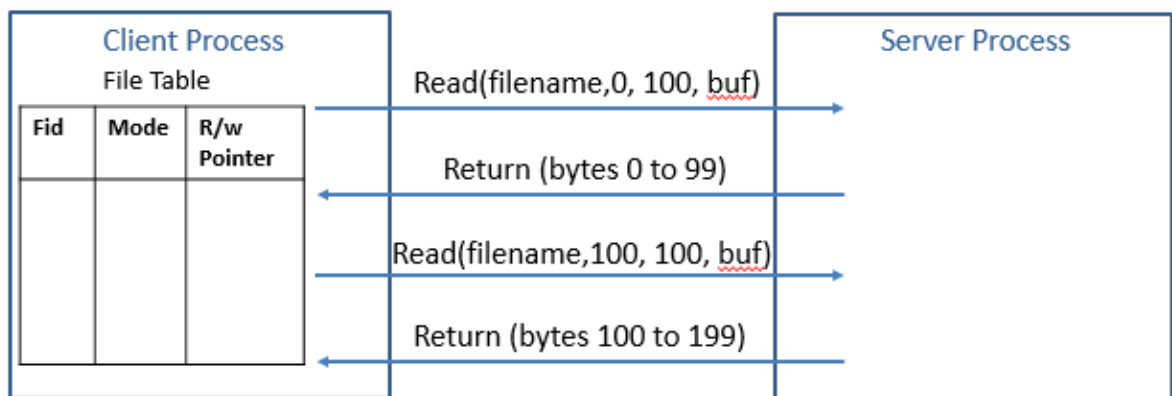 Client Process
File Table
Fid
Mode
R/w
Pointer
Read(filename,0, 100, buf)
Return (bytes 0 to 99)
Read(filename,100, 100, buf)
Return (bytes 100 to 199)
Server Process